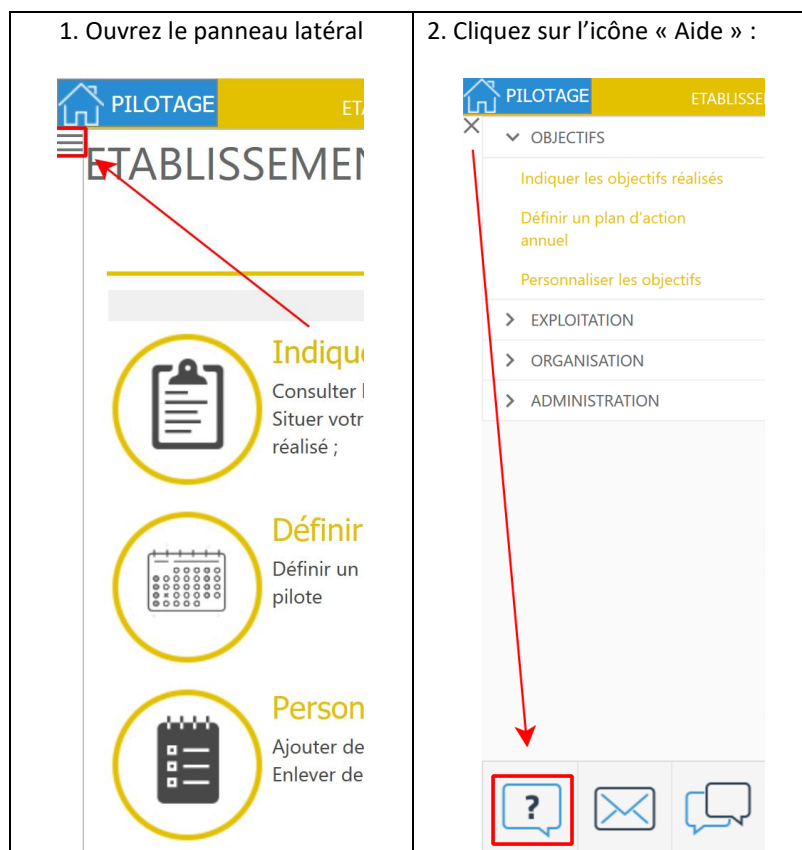 1. Ouvrez le panneau latéral
PILOTAGE
ET
ETABLISSEMEN
Indique
Consulter l
Situer votr
réalisé ;
Définir
Définir un
pilote
Person
Ajouter de
Enlever de
2. Cliquez sur l’icône « Aide » :
PILOTAGE
ETABLISSE
OBJECTIFS
Indiquer les objectifs réalisés
Définir un plan d'action
annuel
Personnaliser les objectifs
EXPLOITATION
ORGANISATION
ADMINISTRATION
?